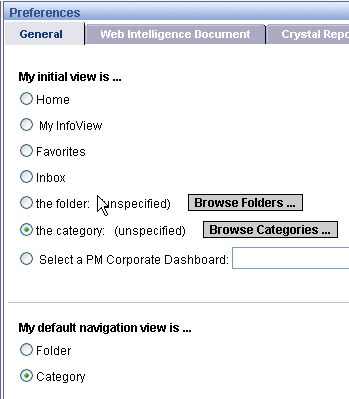 Preferences
General Web Intelligence Document Crystal Repo
My initial view is ...
Home
My InfoView
Favorites
Inbox
the folder: (unspecified) Browse Folders ...
the category: (unspecified) Browse Categories ...
Select a PM Corporate Dashboard:
My default navigation view is ...
Folder
Category